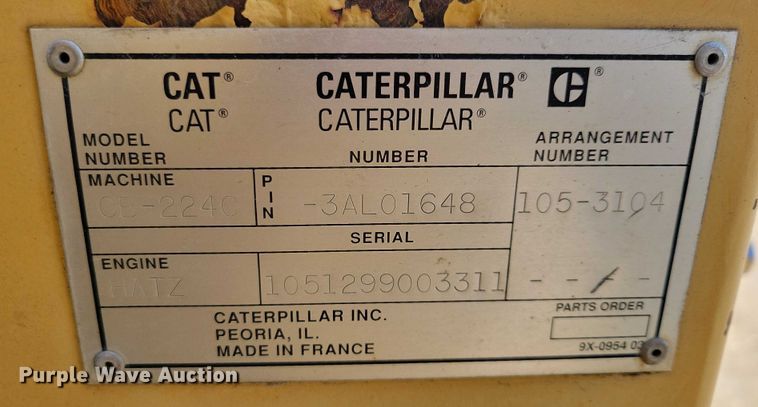 CAT® CATERPILLAR® C®
CAT® CATERPILLAR®
MODEL NUMBER NUMBER ARRANGEMENT NUMBER
MACHINE PIN
CB-224C -3AL01648 105-3104
SERIAL
ENGINE
HATZ 1051299003311 - - - -
CATERPILLAR INC. PARTS ORDER
PEORIA, IL.
MADE IN FRANCE 9X-0954 03
Purple Wave Auction